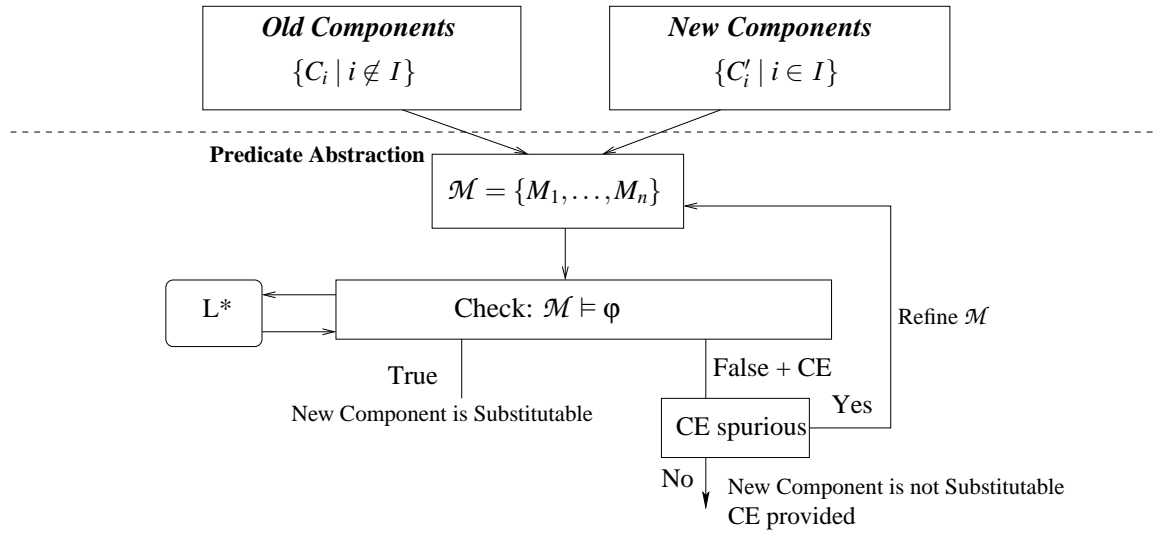 Old Components
{C_i | i ∉ I}
New Components
{C'_i | i ∈ I}
Predicate Abstraction
ℳ = {M_1, . . . , M_n}
L*
Check: ℳ ⊨ φ
Refine ℳ
True
False + CE
New Component is Substitutable
CE spurious
Yes
No
New Component is not Substitutable
CE provided